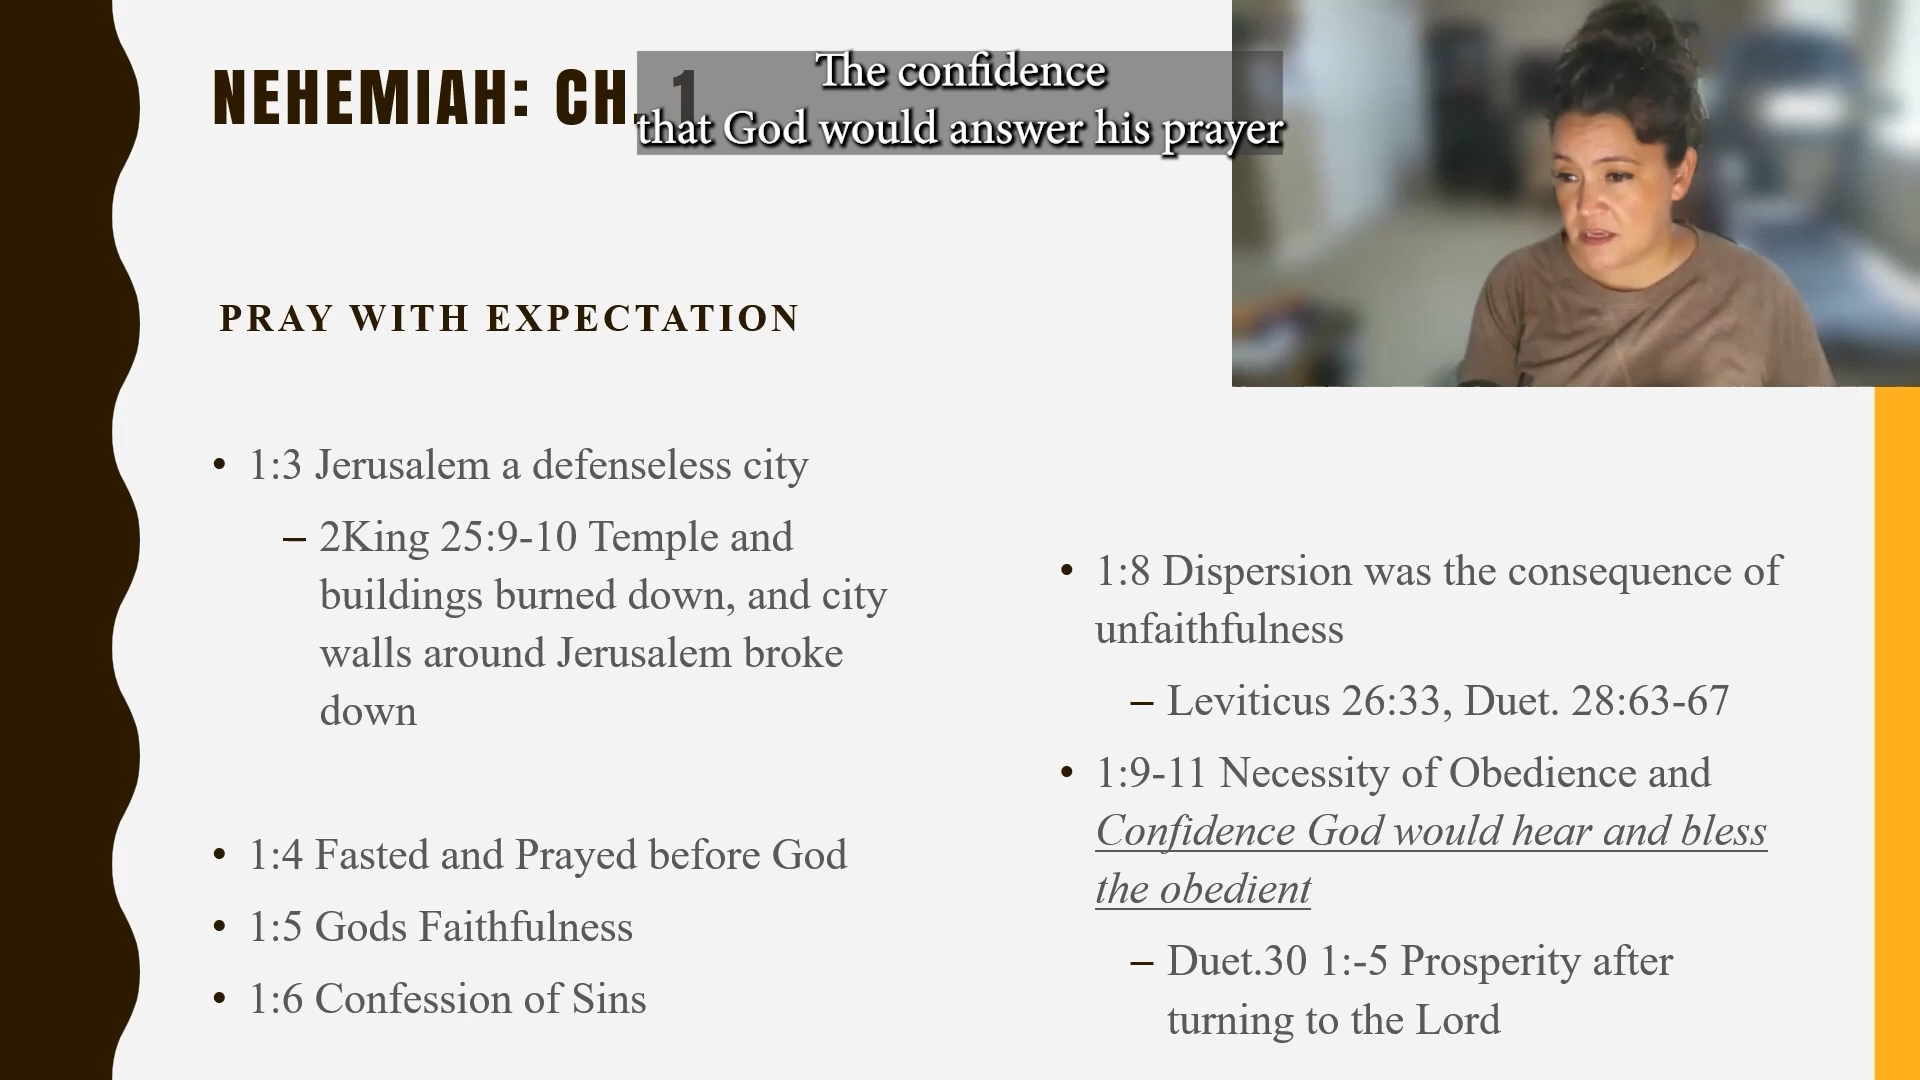 NEHEMIAH: CH. 1
The confidence
that God would answer his prayer
PRAY WITH EXPECTATION
• 1:3 Jerusalem a defenseless city
– 2King 25:9-10 Temple and
buildings burned down, and city
walls around Jerusalem broke
down
• 1:4 Fasted and Prayed before God
• 1:5 Gods Faithfulness
• 1:6 Confession of Sins
• 1:8 Dispersion was the consequence of
unfaithfulness
– Leviticus 26:33, Duet. 28:63-67
• 1:9-11 Necessity of Obedience and
Confidence God would hear and bless
the obedient
– Duet.30 1:-5 Prosperity after
turning to the Lord